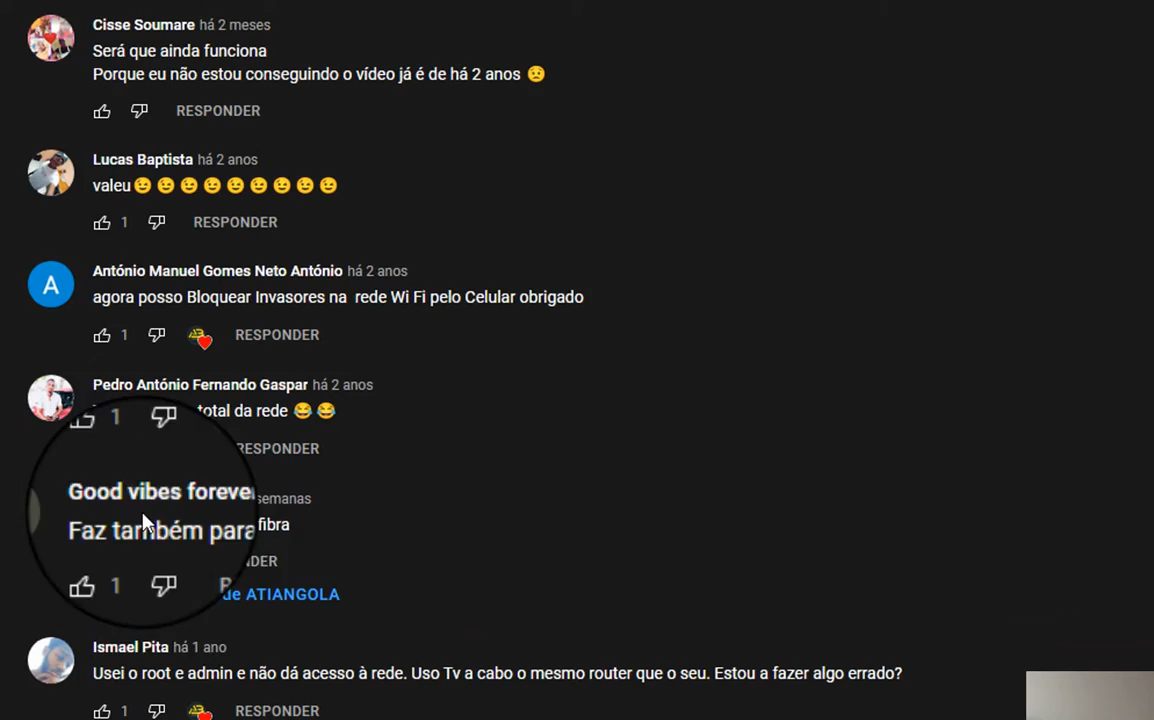 Cisse Soumare há 2 meses
Será que ainda funciona
Porque eu não estou conseguindo o vídeo já é de há 2 anos
RESPONDER
Lucas Baptista há 2 anos
valeu
1 RESPONDER
A
António Manuel Gomes Neto António há 2 anos
agora posso Bloquear Invasores na rede Wi Fi pelo Celular obrigado
1 RESPONDER
Pedro António Fernando Gaspar há 2 anos
total da rede
1
ESPONDER
Good vibes foreve semanas
Faz também para fibra
1 NDER
de ATIANGOLA
Ismael Pita há 1 ano
Usei o root e admin e não dá acesso à rede. Uso Tv a cabo o mesmo router que o seu. Estou a fazer algo errado?
1 RESPONDER